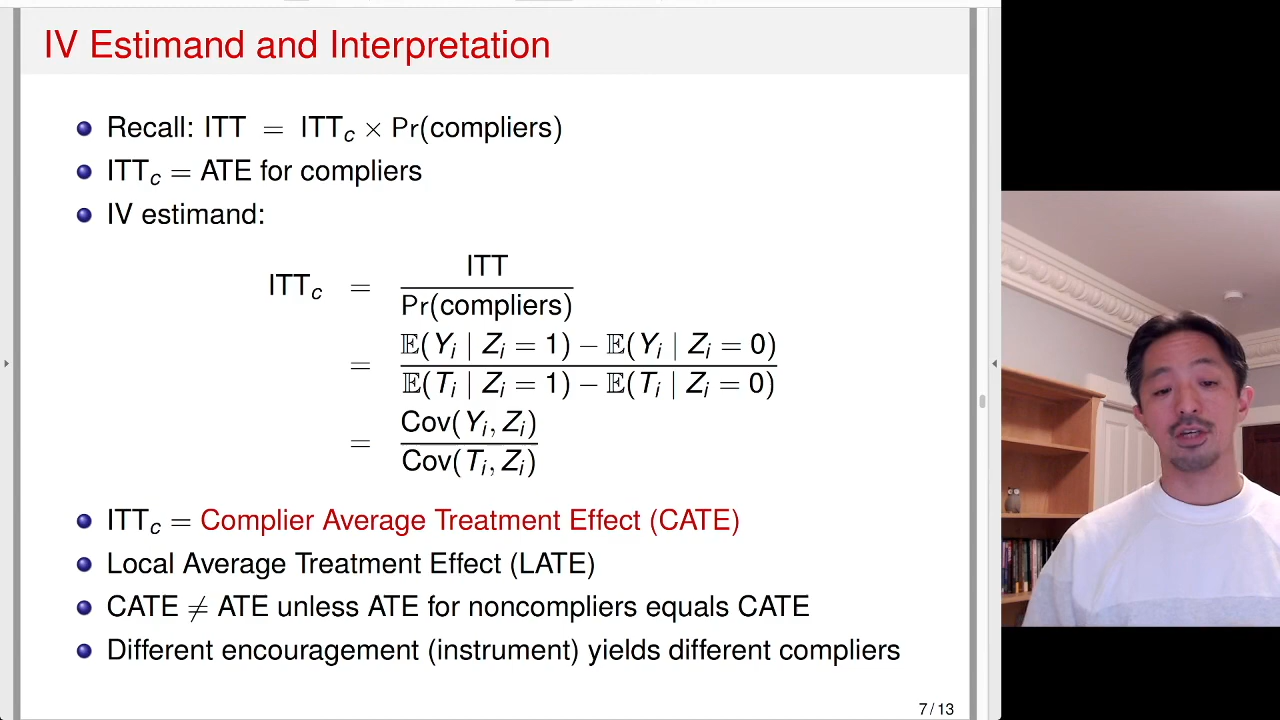 IV Estimand and Interpretation
Recall: ITT = ITT_c × Pr(compliers)
ITT_c = ATE for compliers
IV estimand:
ITT_c = ITT / Pr(compliers)
= 𝔼(Y_i | Z_i = 1) − 𝔼(Y_i | Z_i = 0) / 𝔼(T_i | Z_i = 1) − 𝔼(T_i | Z_i = 0)
= Cov(Y_i, Z_i) / Cov(T_i, Z_i)
ITT_c = Complier Average Treatment Effect (CATE)
Local Average Treatment Effect (LATE)
CATE ≠ ATE unless ATE for noncompliers equals CATE
Different encouragement (instrument) yields different compliers
7 / 13